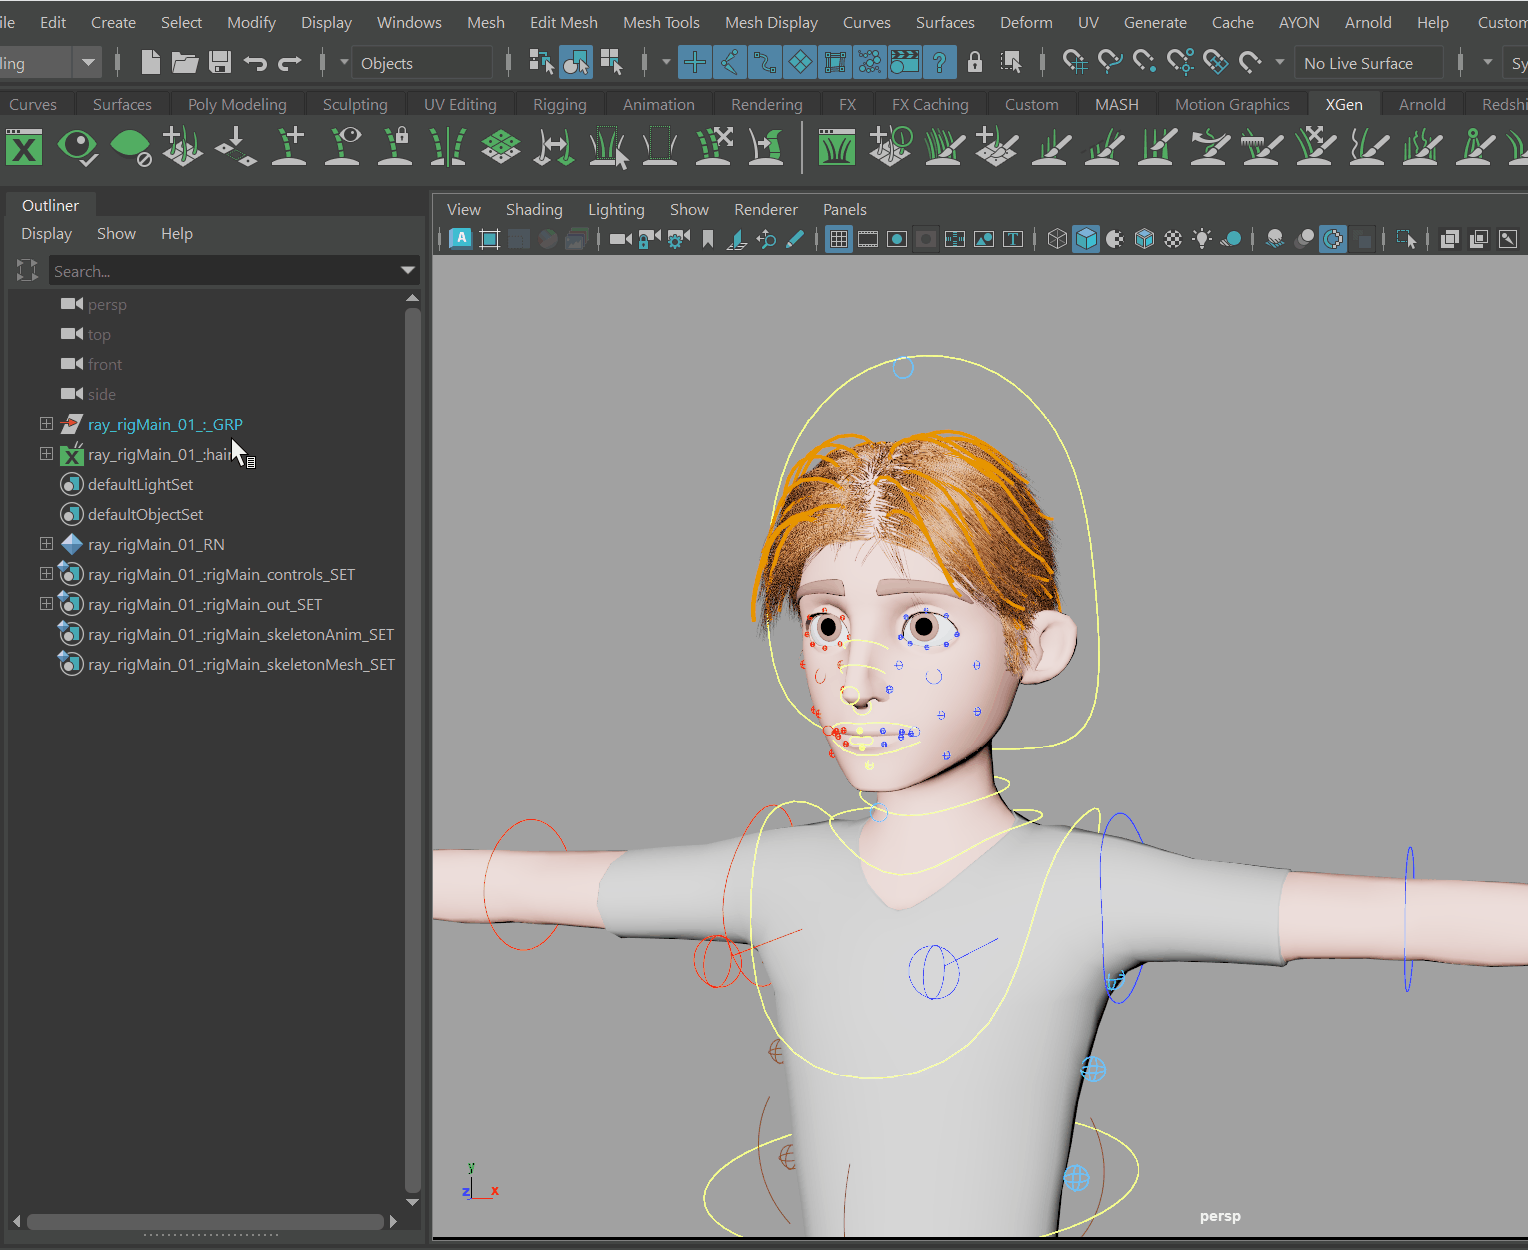 ile Edit Create Select Modify Display Windows Mesh Edit Mesh Mesh Tools Mesh Display Curves Surfaces Deform UV Generate Cache AYON Arnold Help Custom
ling Objects No Live Surface Sy
Curves Surfaces Poly Modeling Sculpting UV Editing Rigging Animation Rendering FX FX Caching Custom MASH Motion Graphics XGen Arnold Redshi
Outliner
Display Show Help
Search...
persp
top
front
side
ray_rigMain_01_:_GRP
ray_rigMain_01_:hair
defaultLightSet
defaultObjectSet
ray_rigMain_01_RN
ray_rigMain_01_:rigMain_controls_SET
ray_rigMain_01_:rigMain_out_SET
ray_rigMain_01_:rigMain_skeletonAnim_SET
ray_rigMain_01_:rigMain_skeletonMesh_SET
View Shading Lighting Show Renderer Panels
y
z x
persp